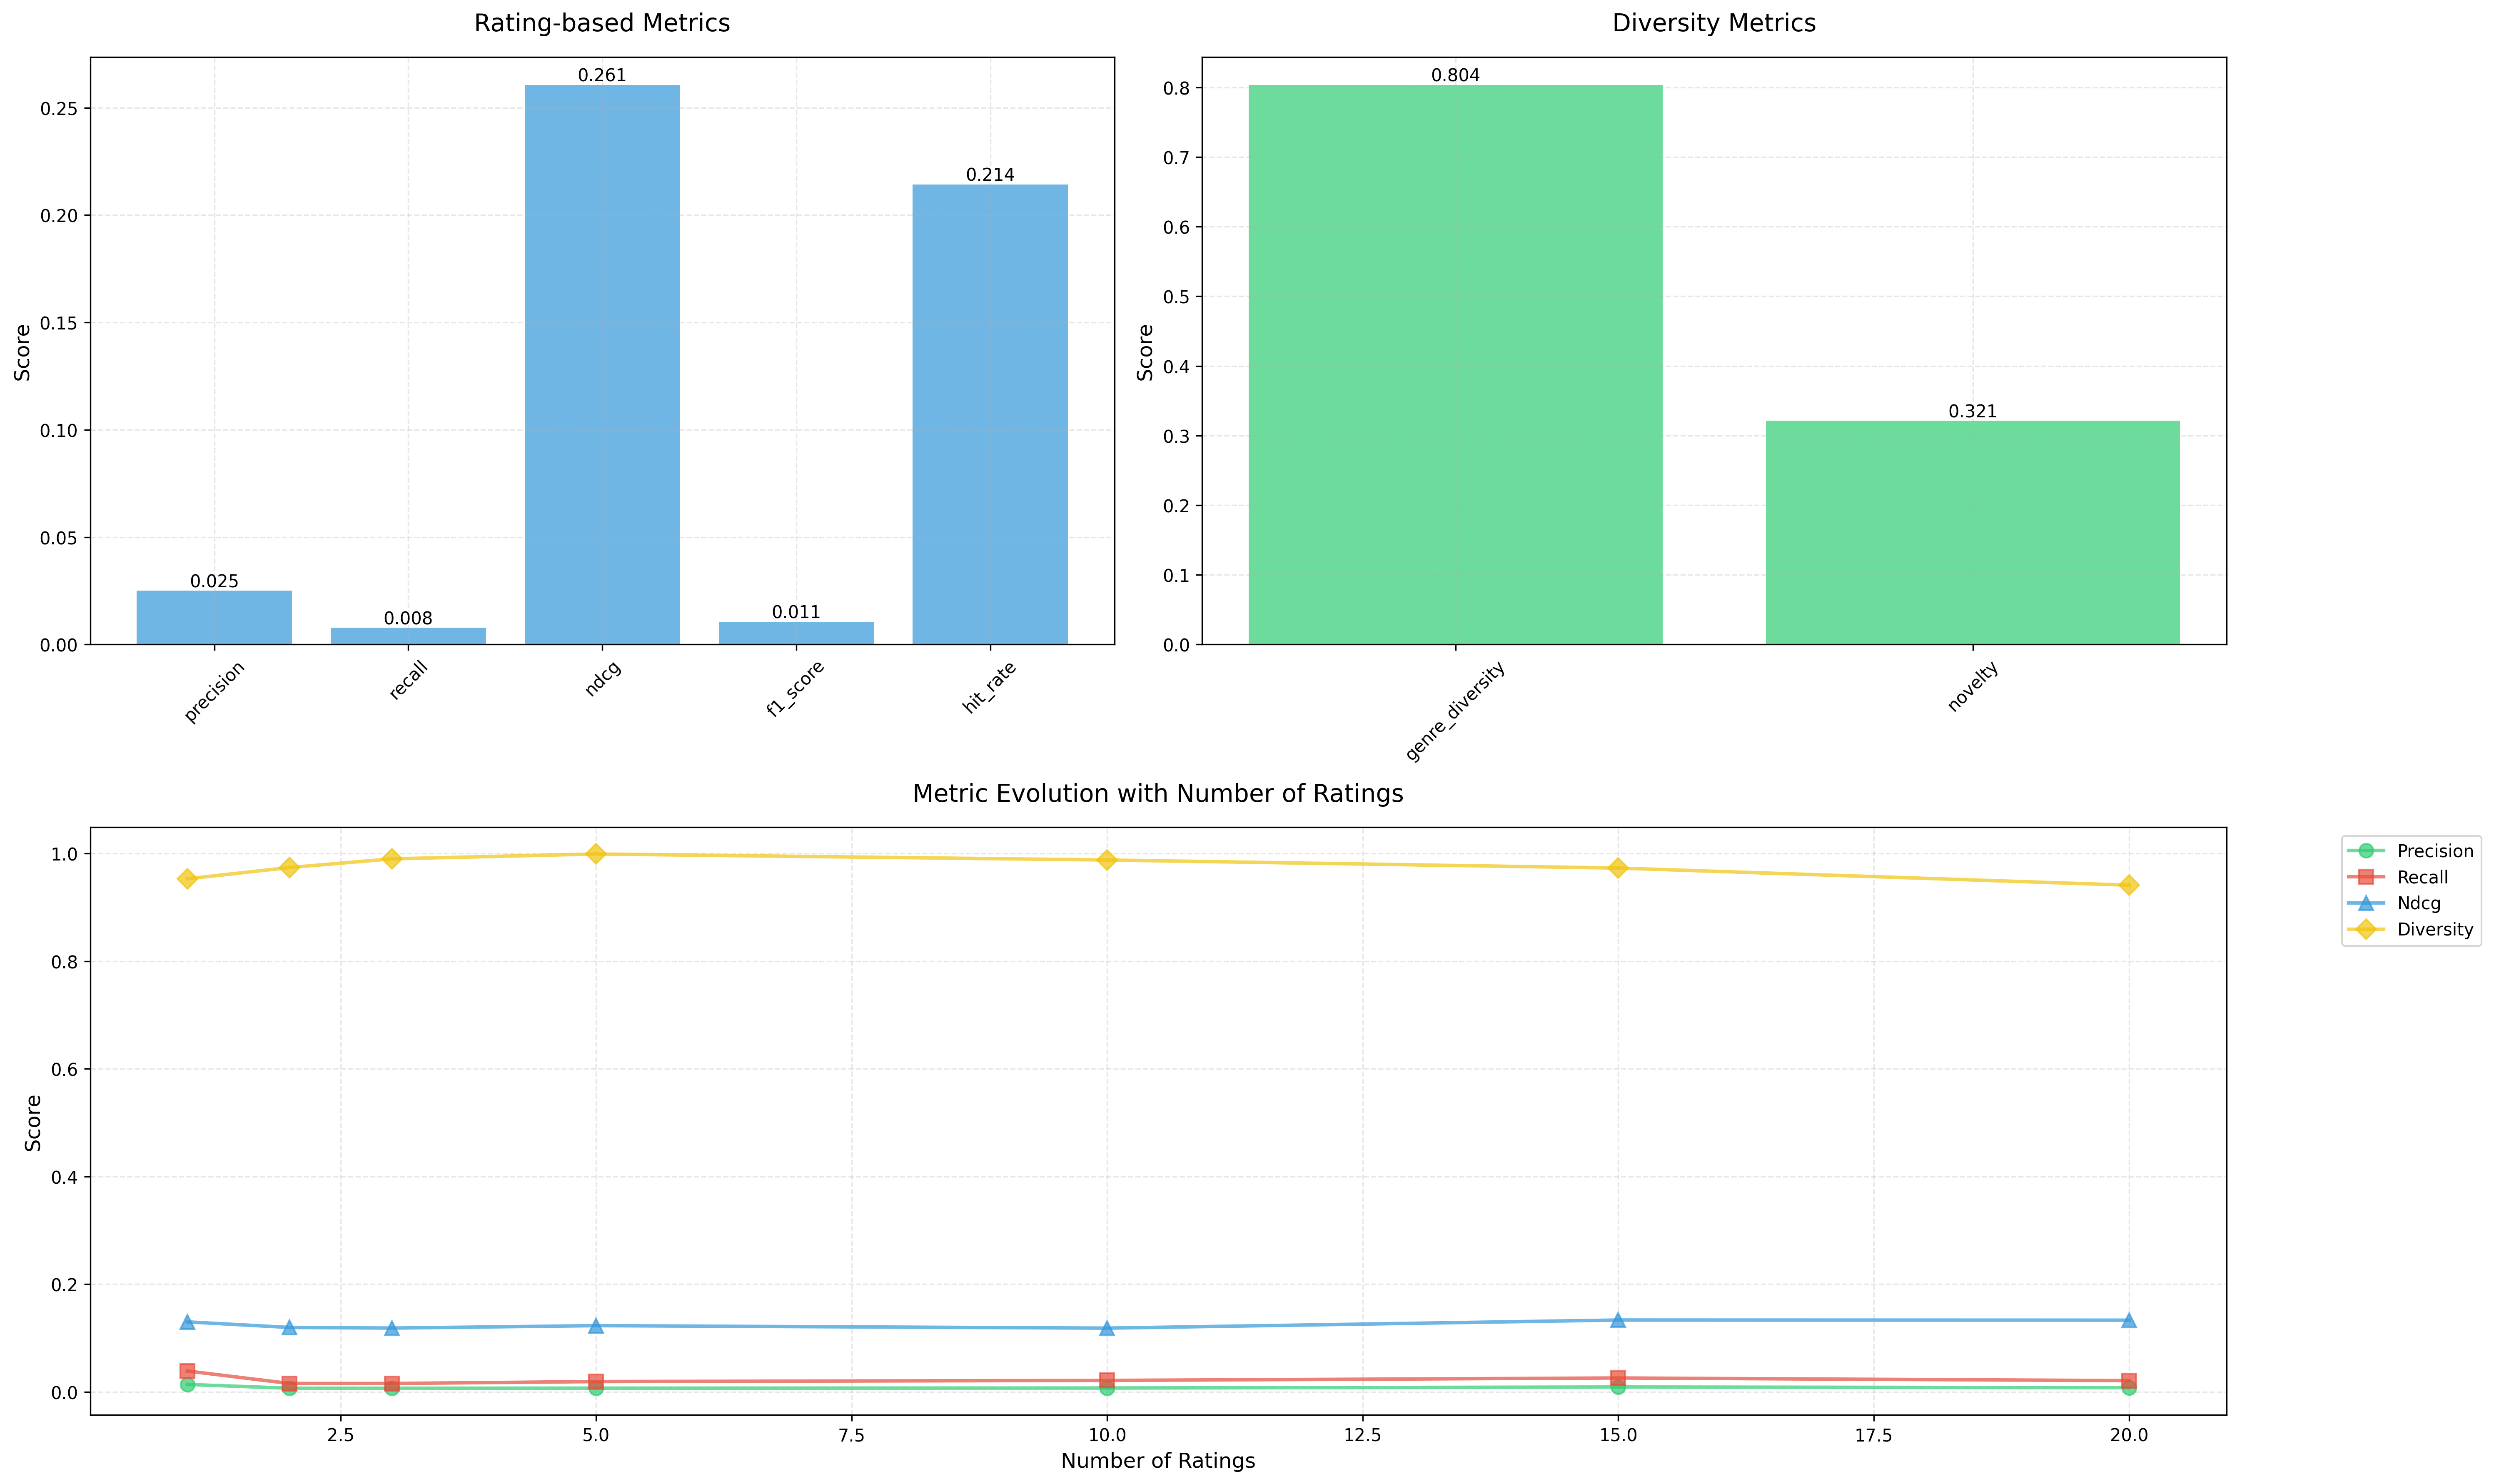 Rating-based Metrics
Score
0.25
0.20
0.15
0.10
0.05
0.00
0.025
0.008
0.261
0.011
0.214
precision
recall
ndcg
f1_score
hit_rate
Diversity Metrics
Score
0.8
0.7
0.6
0.5
0.4
0.3
0.2
0.1
0.0
0.804
0.321
genre_diversity
novelty
Metric Evolution with Number of Ratings
Score
1.0
0.8
0.6
0.4
0.2
0.0
2.5
5.0
7.5
10.0
12.5
15.0
17.5
20.0
Number of Ratings
Precision
Recall
Ndcg
Diversity